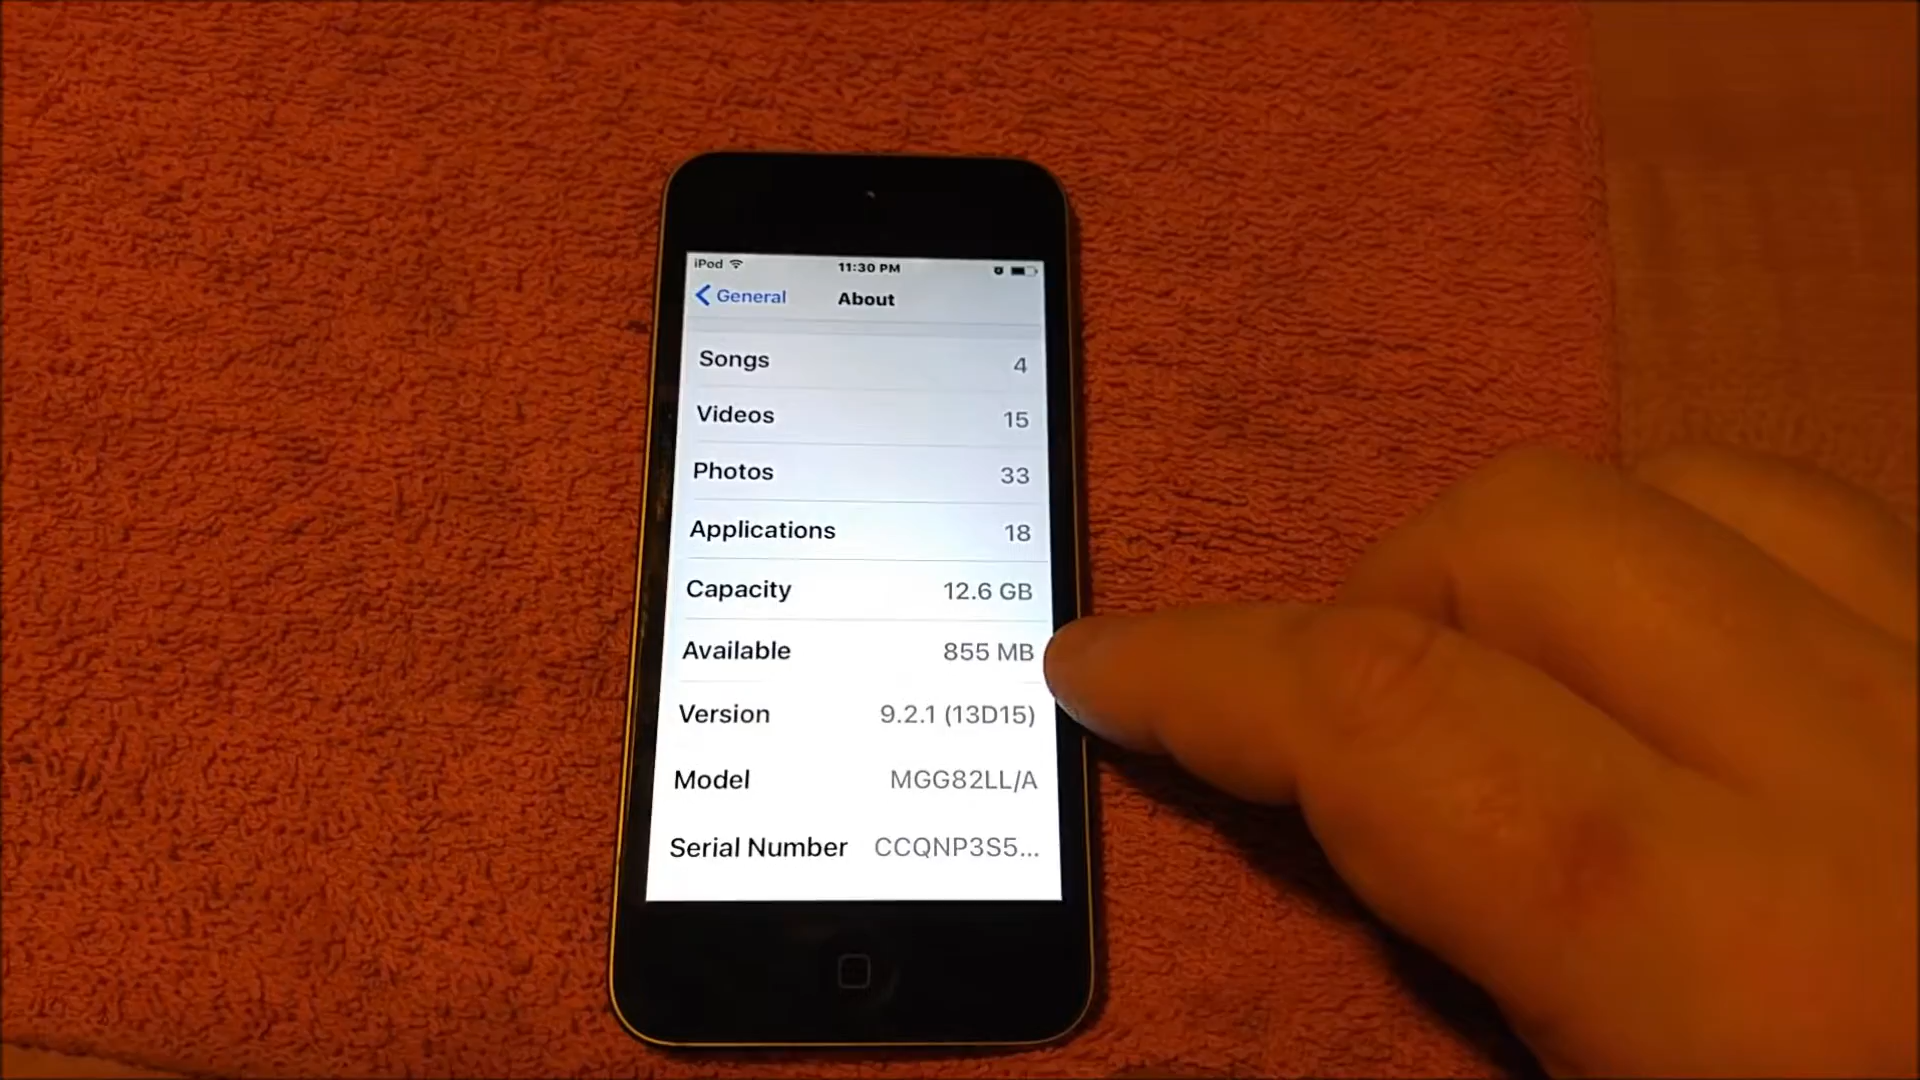 iPod 11:30 PM
General About
Songs 4
Videos 15
Photos 33
Applications 18
Capacity 12.6 GB
Available 855 MB
Version 9.2.1 (13D15)
Model MGG82LL/A
Serial Number CCQNP3S5...